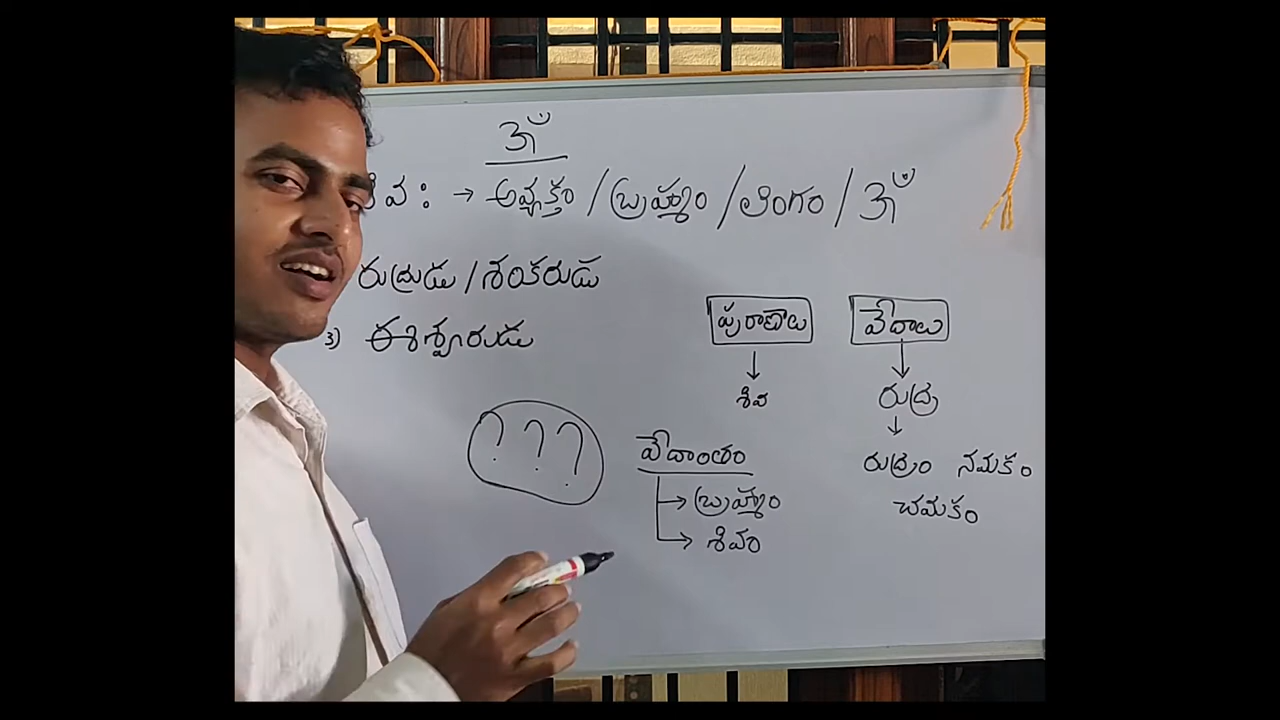 ॐ
శివ : → అవ్యక్తం / బ్రహ్మం / లింగం / ॐ
రుద్రుడు / శంకరుడు
3) ఈశ్వరుడు
పురాణాలు వేదాలు
శివ రుద్ర
? ? ?
వేదాంతం రుద్రం నమకం
→ బ్రహ్మం చమకం
→ శివం